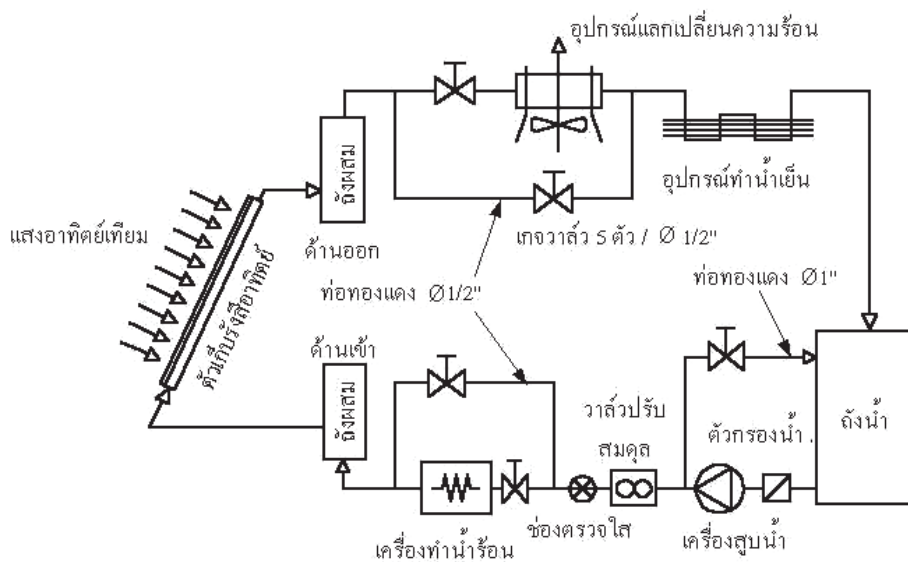 อุปกรณ์แลกเปลี่ยนความร้อน
ถังผสม
อุปกรณ์ทำน้ำเย็น
แสงอาทิตย์เทียม
ตัวเก็บรังสีอาทิตย์
ด้านออก
เกจวาล์ว 5 ตัว / Ø 1/2"
ท่อทองแดง Ø1/2"
ท่อทองแดง Ø1"
ด้านเข้า
ถังผสม
วาล์วปรับ
สมดุล
ตัวกรองน้ำ .
ถังน้ำ
เครื่องทำน้ำร้อน
ช่องตรวจใส
เครื่องสูบน้ำ